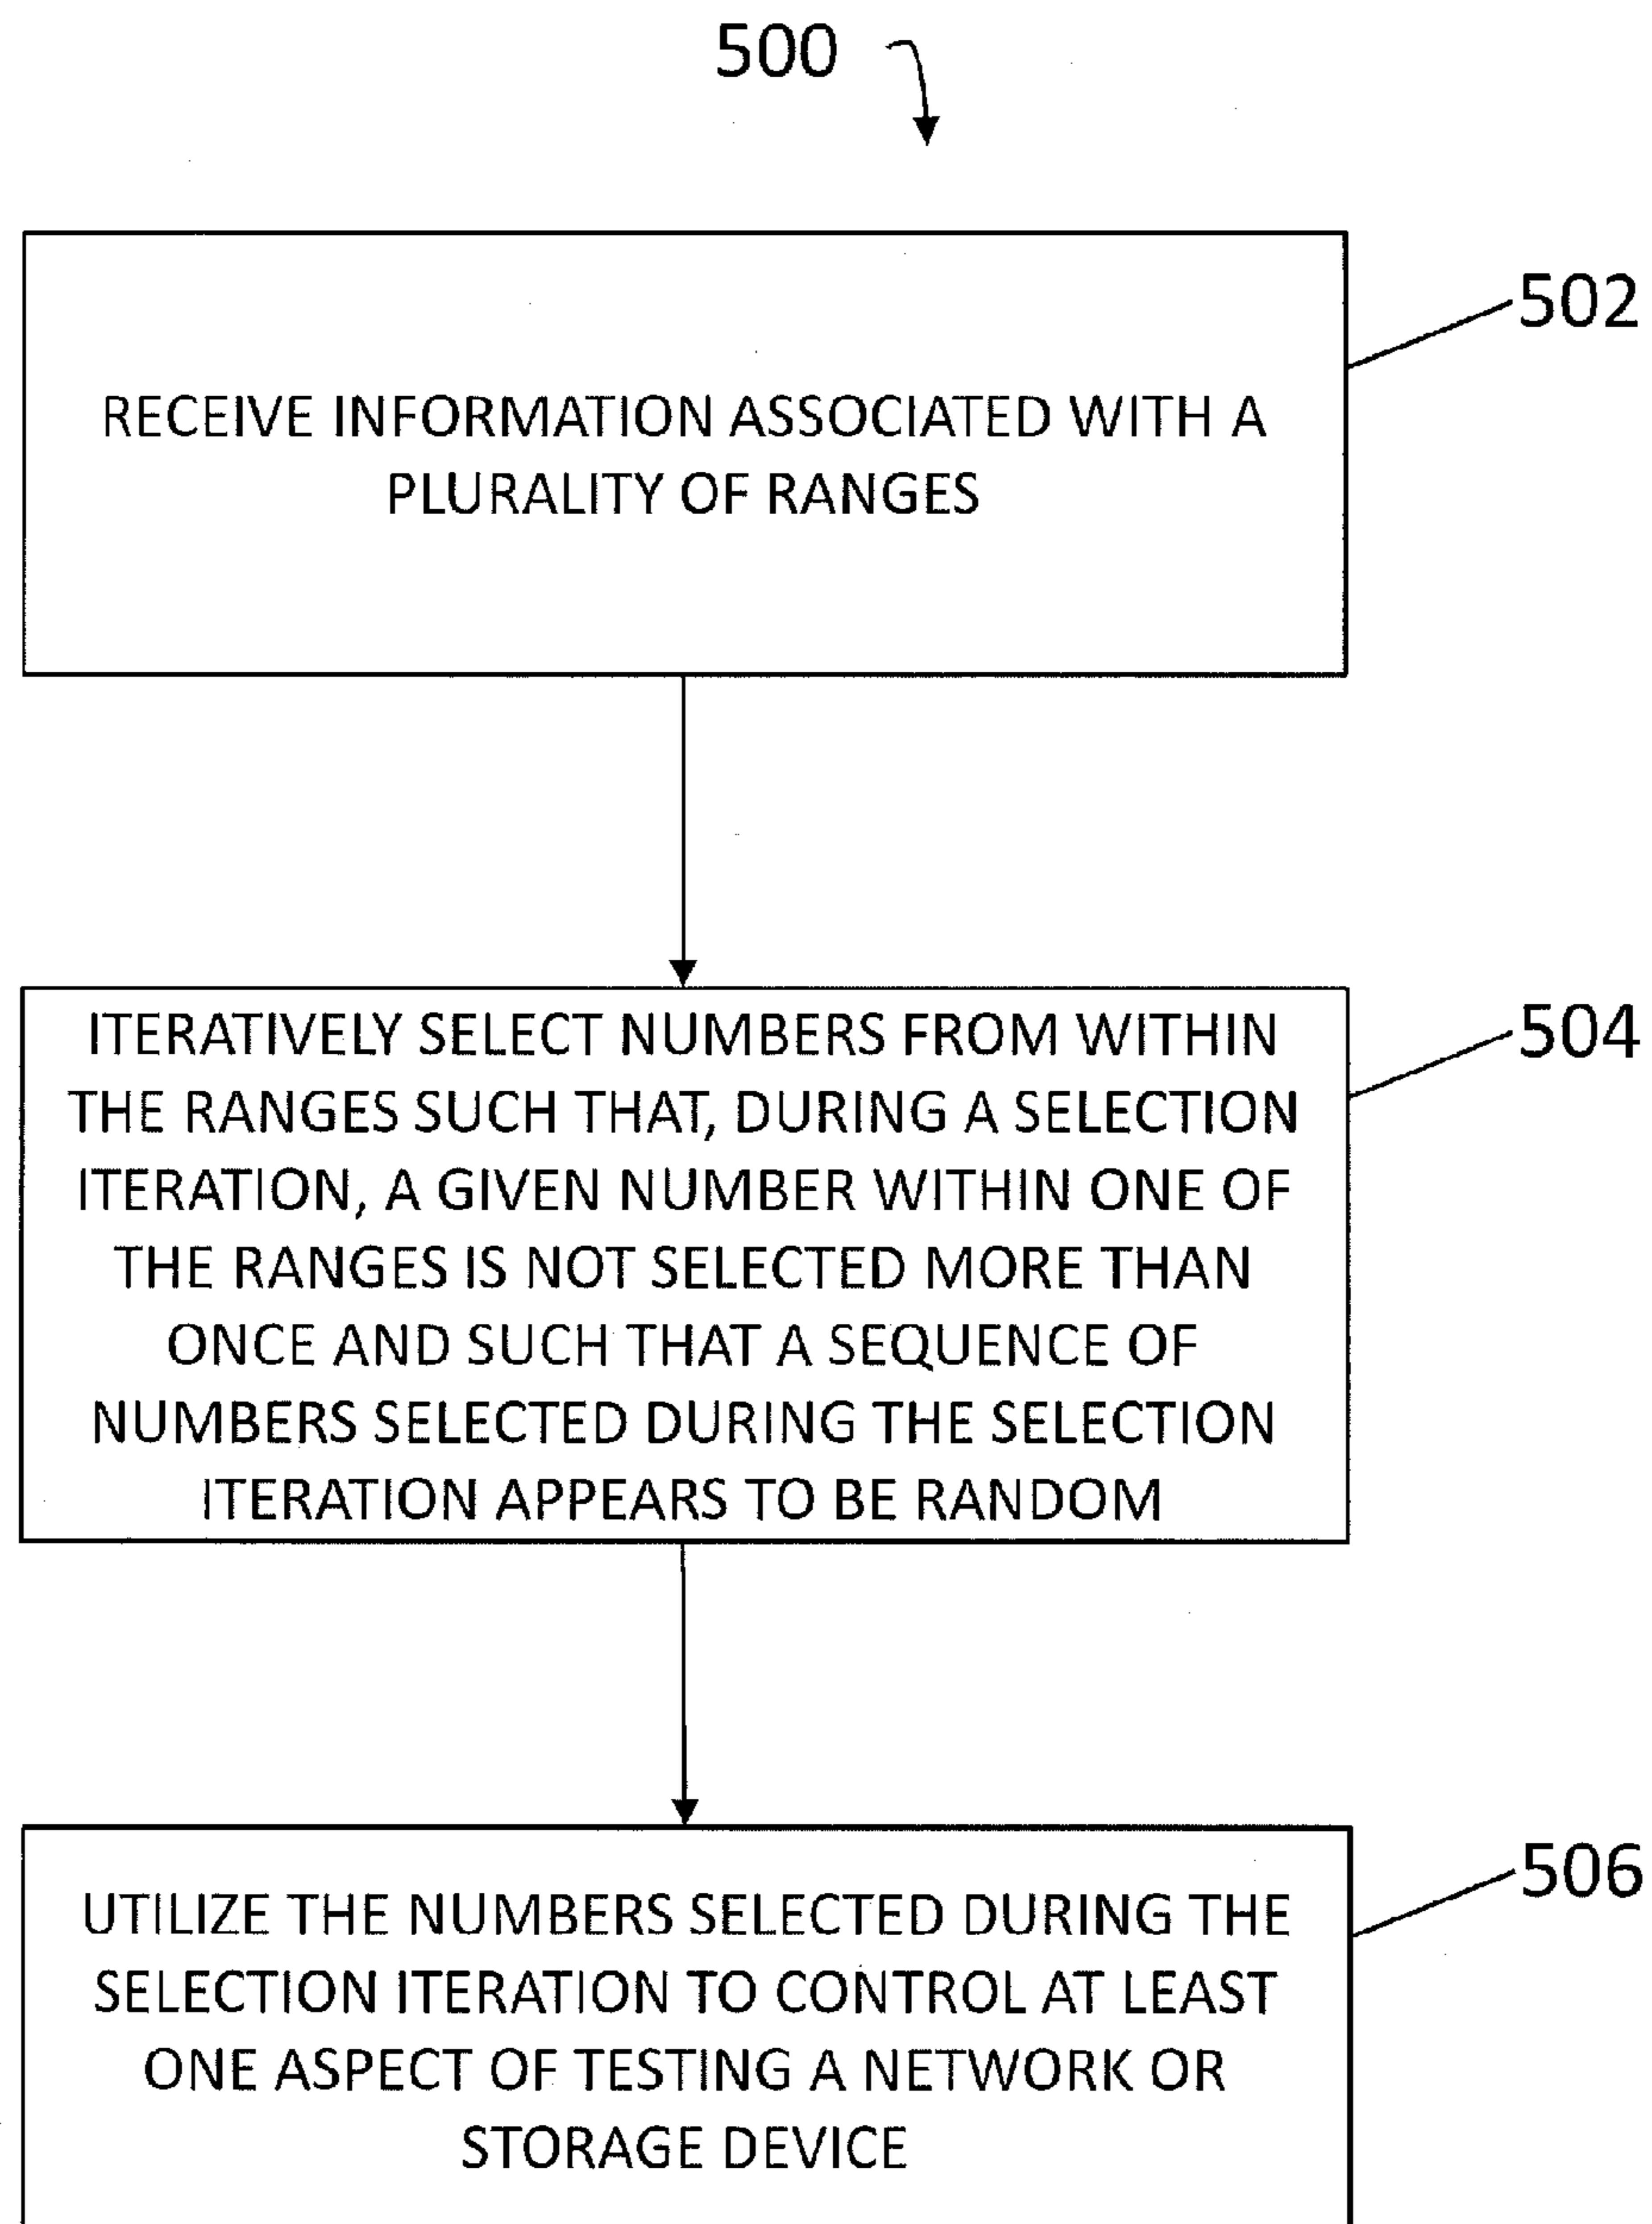 500
502
RECEIVE INFORMATION ASSOCIATED WITH A
PLURALITY OF RANGES
504
ITERATIVELY SELECT NUMBERS FROM WITHIN
THE RANGES SUCH THAT, DURING A SELECTION
ITERATION, A GIVEN NUMBER WITHIN ONE OF
THE RANGES IS NOT SELECTED MORE THAN
ONCE AND SUCH THAT A SEQUENCE OF
NUMBERS SELECTED DURING THE SELECTION
ITERATION APPEARS TO BE RANDOM
506
UTILIZE THE NUMBERS SELECTED DURING THE
SELECTION ITERATION TO CONTROL AT LEAST
ONE ASPECT OF TESTING A NETWORK OR
STORAGE DEVICE